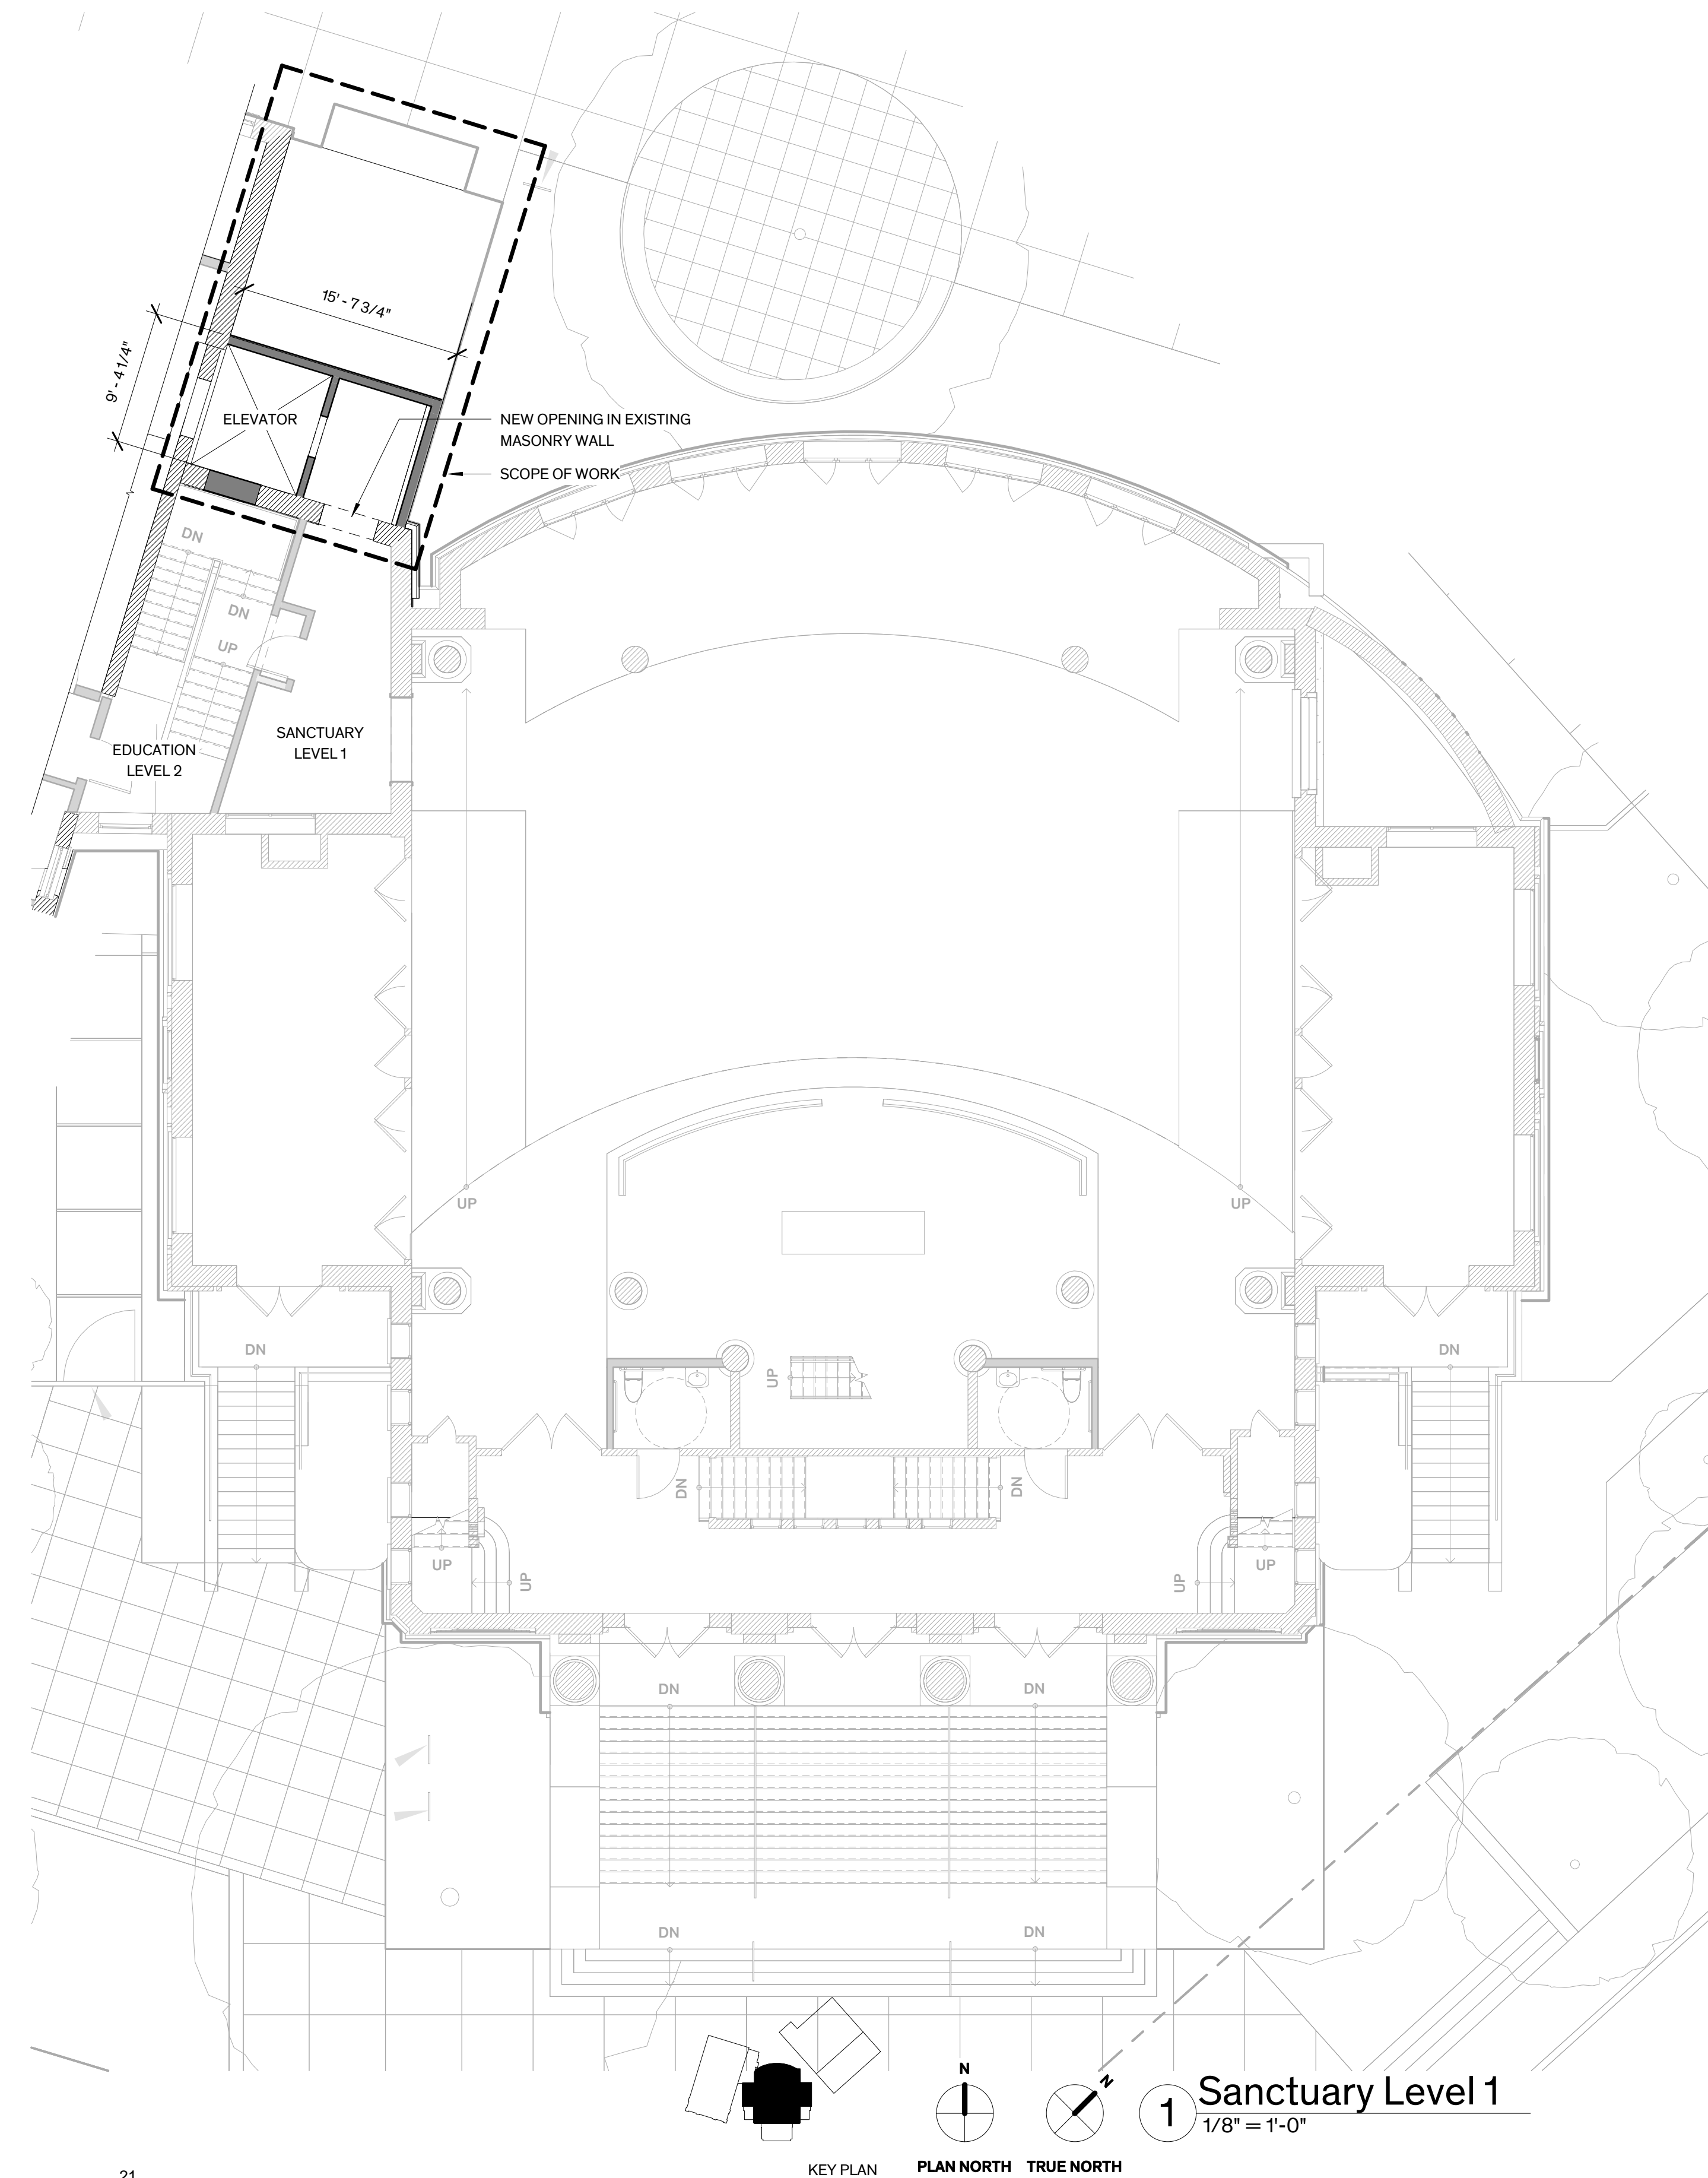 15' - 7 3/4"
9' - 4 1/4"
ELEVATOR
NEW OPENING IN EXISTING
MASONRY WALL
SCOPE OF WORK
DN
DN
UP
SANCTUARY
LEVEL 1
EDUCATION
LEVEL 2
UP
UP
DN
DN
UP
DN
DN
UP
UP
UP
UP
DN
DN
DN
DN
N
N
1
Sanctuary Level 1
1/8" = 1'-0"
KEY PLAN
PLAN NORTH
TRUE NORTH
21